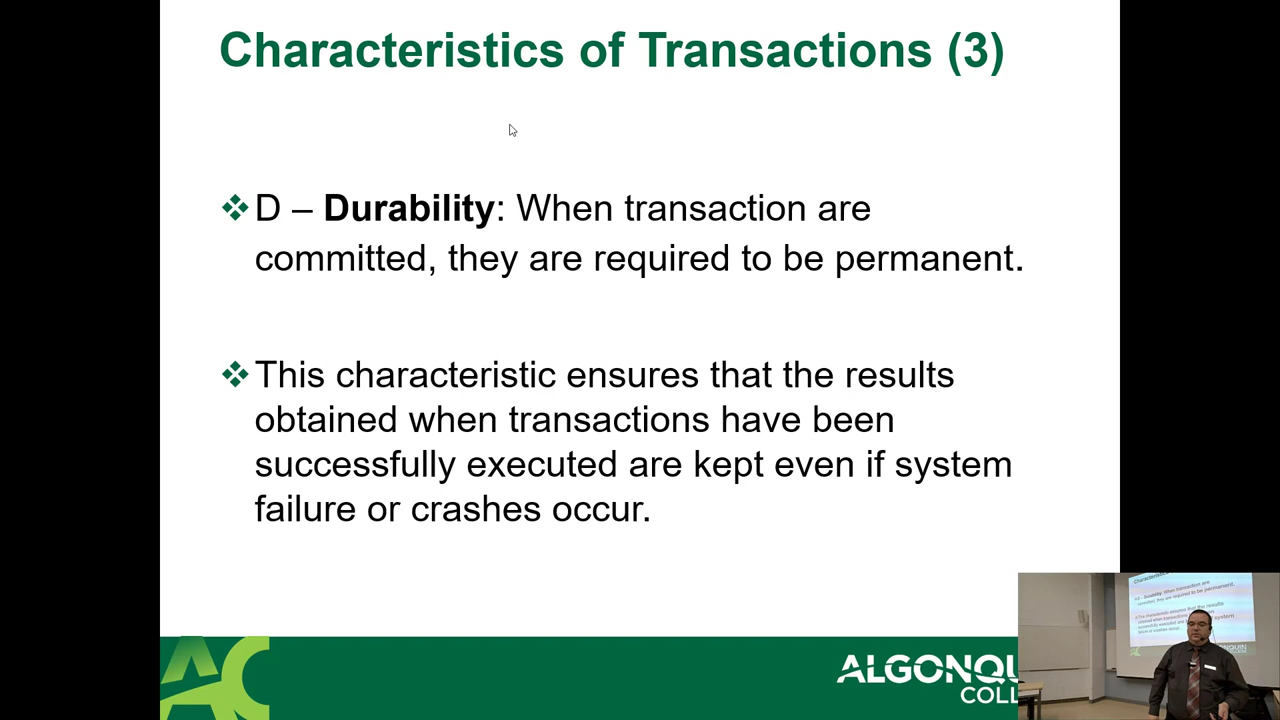 Characteristics of Transactions (3)
❖ D – Durability: When transaction are
committed, they are required to be permanent.
❖ This characteristic ensures that the results
obtained when transactions have been
successfully executed are kept even if system
failure or crashes occur.
AC
ALGONQU
COLL